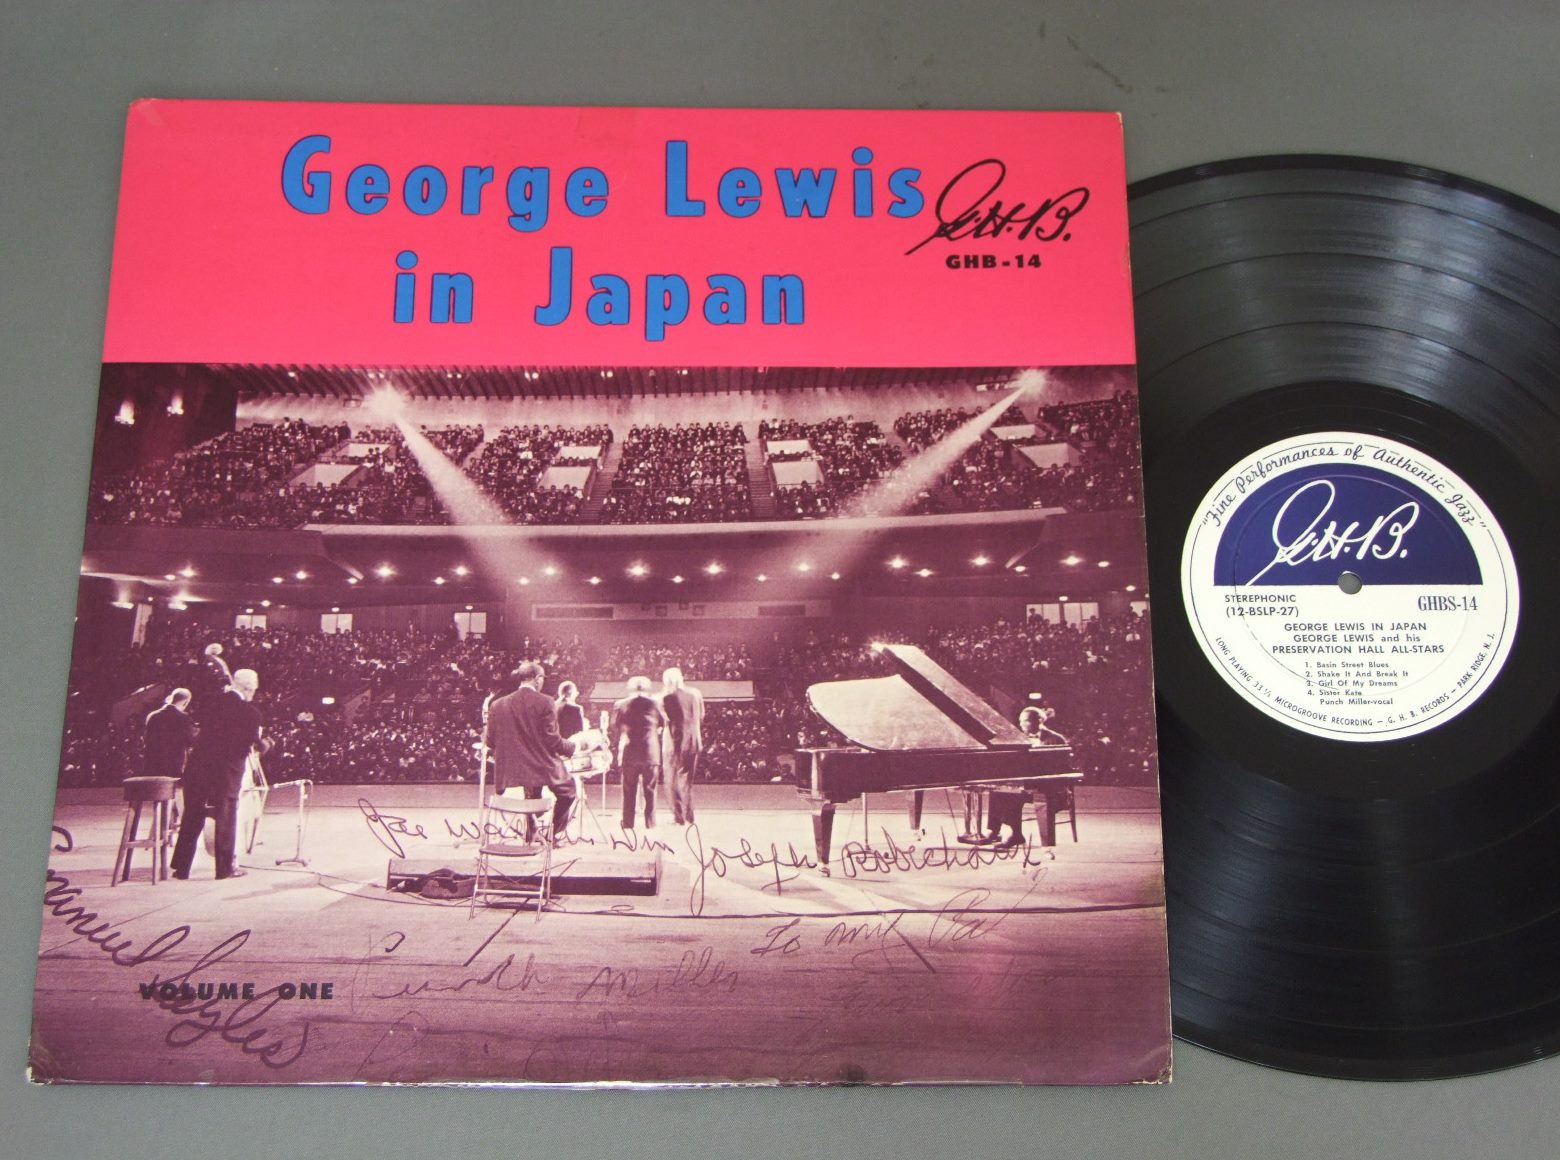 George Lewis
in Japan
G.H.B.
GHB-14
Joseph Robichaux
Emanuel Sayles
Punch Miller
To my Pal
VOLUME ONE
"Fine Performances of Authentic Jazz"
G.H.B.
STEREPHONIC
(12-BSLP-27)
GHBS-14
GEORGE LEWIS IN JAPAN
GEORGE LEWIS and his
PRESERVATION HALL ALL-STARS
1. Basin Street Blues
2. Shake It And Break It
3. Girl Of My Dreams
4. Sister Kate
Punch Miller-vocal
LONG PLAYING 33 1/3 MICROGROOVE RECORDING — G. H. B. RECORDS — PARK RIDGE, N. J.